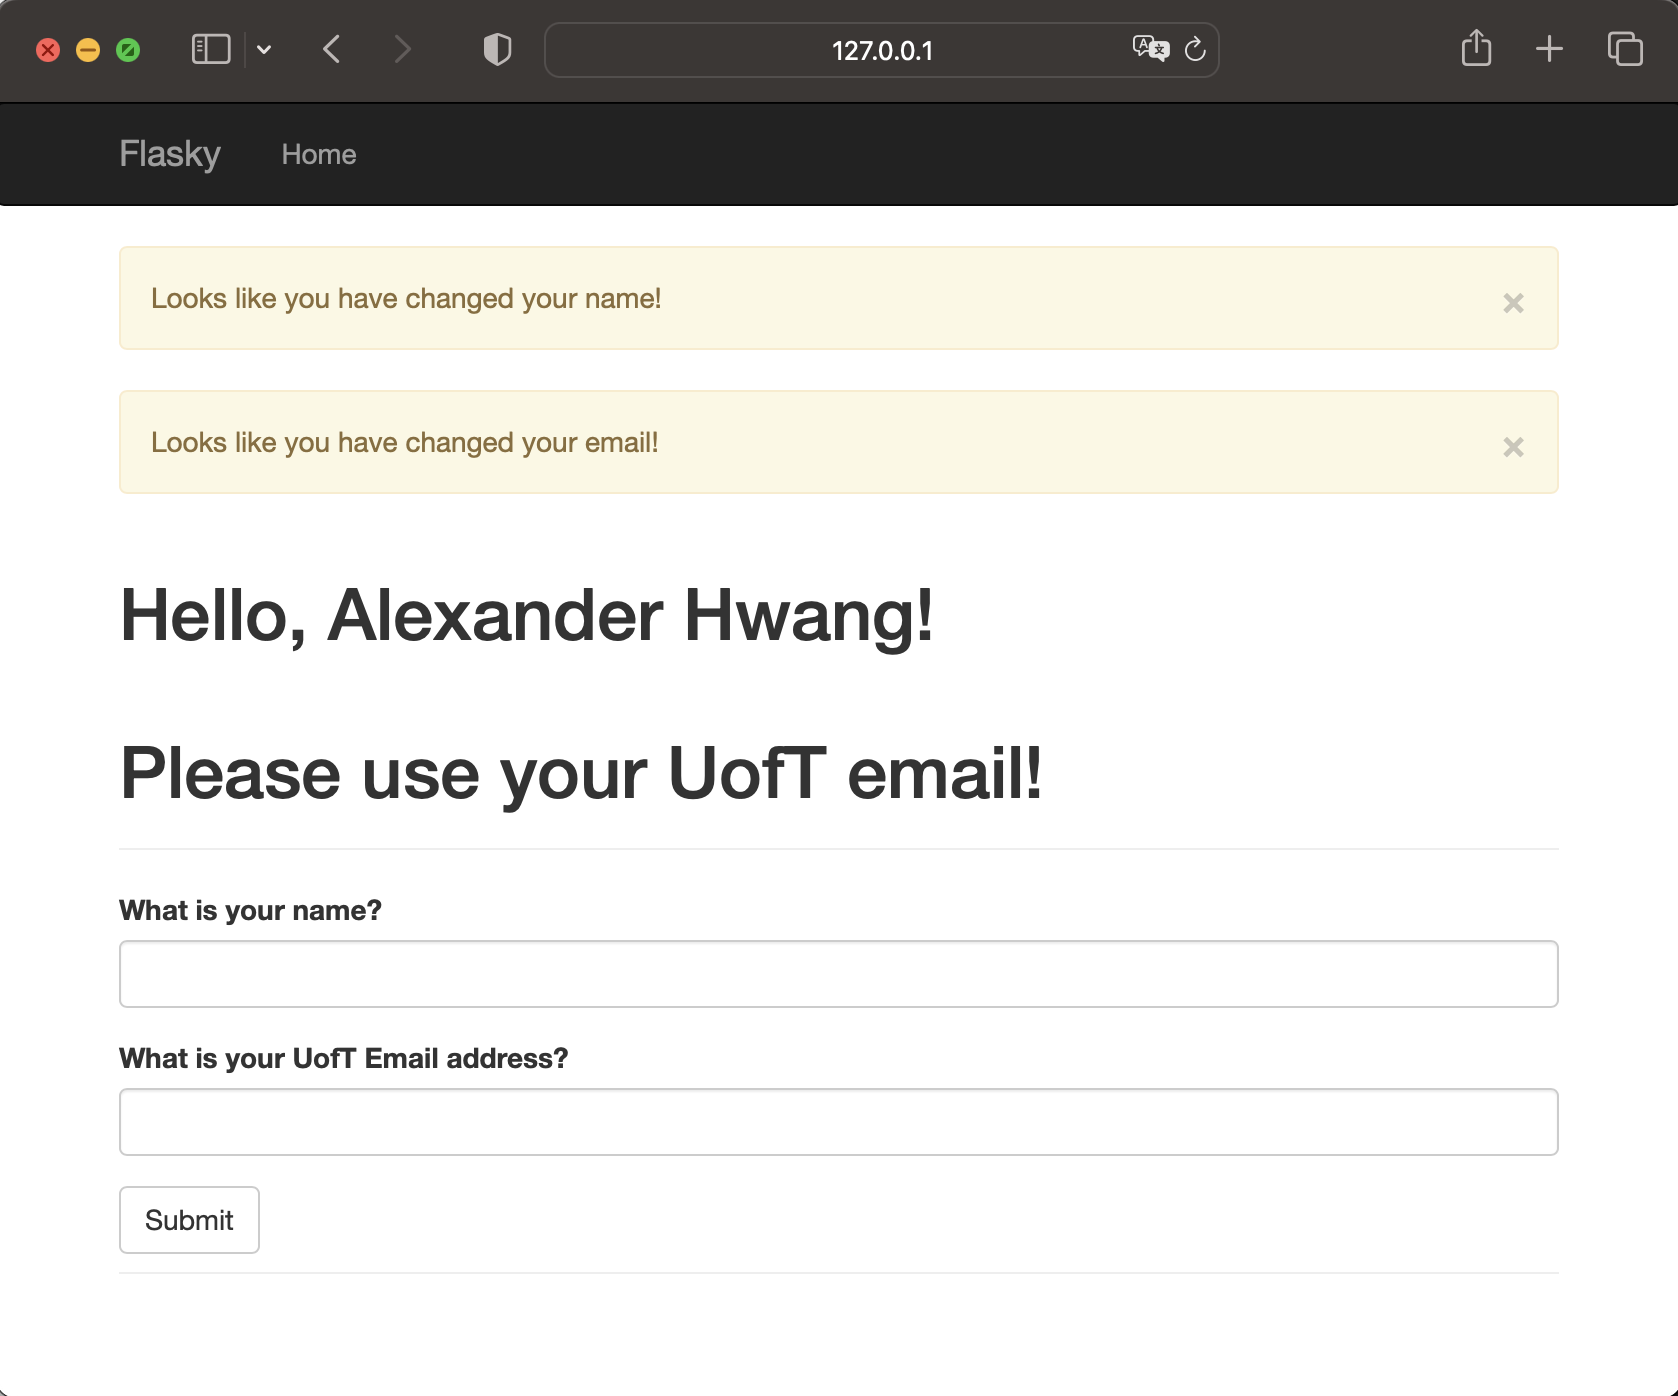 127.0.0.1
Flasky Home
Looks like you have changed your name! ×
Looks like you have changed your email! ×
Hello, Alexander Hwang!
Please use your UofT email!
What is your name?
What is your UofT Email address?
Submit